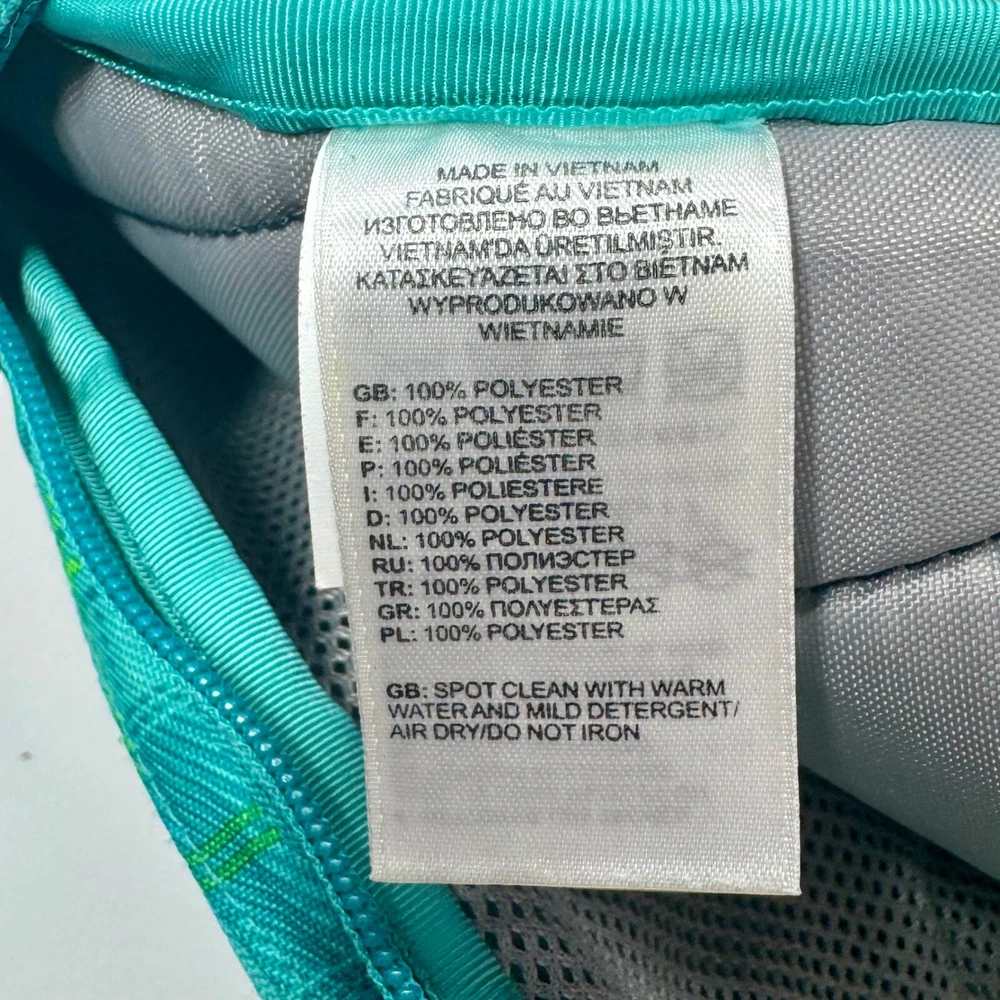 MADE IN VIETNAM
FABRIQUÉ AU VIETNAM
ИЗГОТОВЛЕНО ВО ВЬЕТНАМЕ
VIETNAM'DA ÜRETILMIŞTIR.
ΚΑΤΑΣΚΕΥΆΖΕΤΑΙ ΣΤΟ ΒΙΕΤΝΑΜ
WYPRODUKOWANO W
WIETNAMIE
GB: 100% POLYESTER
F: 100% POLYESTER
E: 100% POLIÉSTER
P: 100% POLIÉSTER
I: 100% POLIESTERE
D: 100% POLYESTER
NL: 100% POLYESTER
RU: 100% ПОЛИЭСТЕР
TR: 100% POLYESTER
GR: 100% ΠΟΛΥΕΣΤΕΡΑΣ
PL: 100% POLYESTER
GB: SPOT CLEAN WITH WARM
WATER AND MILD DETERGENT/
AIR DRY/DO NOT IRON